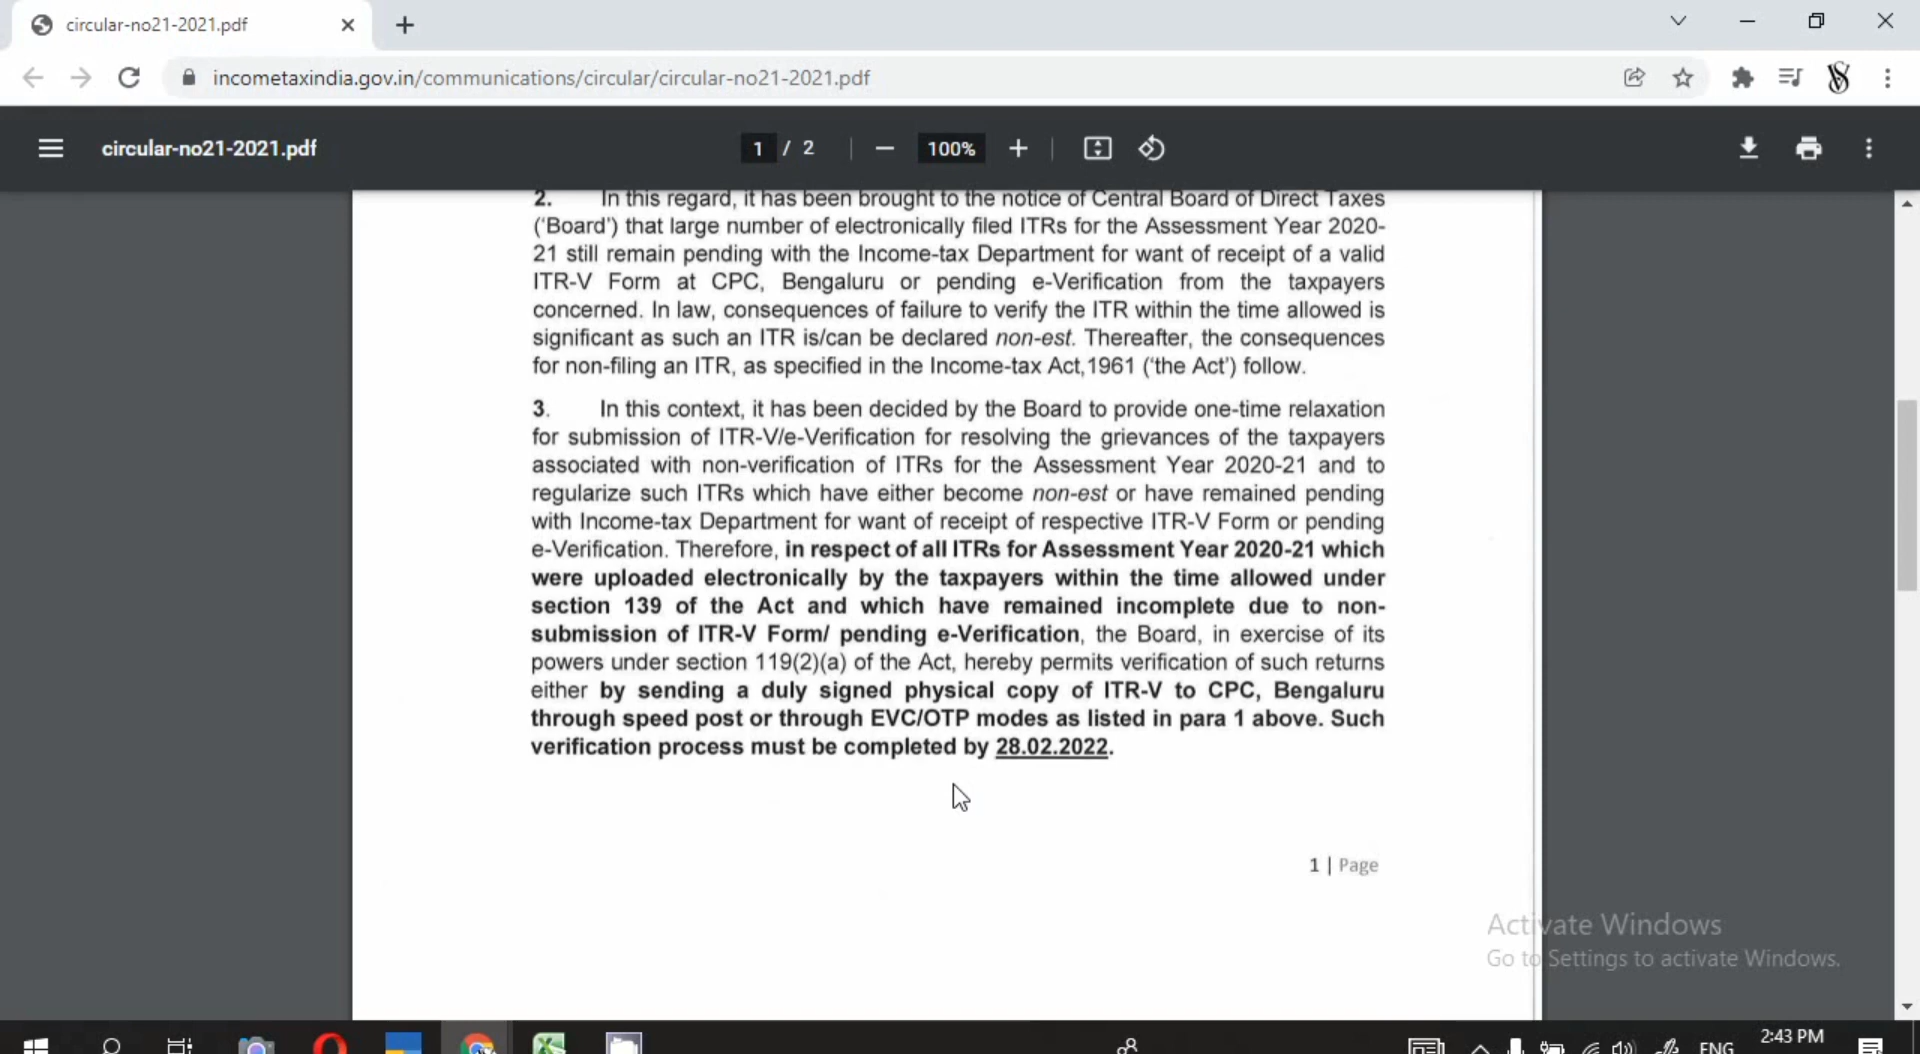 circular-no21-2021.pdf
incometaxindia.gov.in/communications/circular/circular-no21-2021.pdf
circular-no21-2021.pdf
1 / 2
100%
2. In this regard, it has been brought to the notice of Central Board of Direct Taxes
('Board') that large number of electronically filed ITRs for the Assessment Year 2020-
21 still remain pending with the Income-tax Department for want of receipt of a valid
ITR-V Form at CPC, Bengaluru or pending e-Verification from the taxpayers
concerned. In law, consequences of failure to verify the ITR within the time allowed is
significant as such an ITR is/can be declared non-est. Thereafter, the consequences
for non-filing an ITR, as specified in the Income-tax Act,1961 ('the Act') follow.
3. In this context, it has been decided by the Board to provide one-time relaxation
for submission of ITR-V/e-Verification for resolving the grievances of the taxpayers
associated with non-verification of ITRs for the Assessment Year 2020-21 and to
regularize such ITRs which have either become non-est or have remained pending
with Income-tax Department for want of receipt of respective ITR-V Form or pending
e-Verification. Therefore, in respect of all ITRs for Assessment Year 2020-21 which
were uploaded electronically by the taxpayers within the time allowed under
section 139 of the Act and which have remained incomplete due to non-
submission of ITR-V Form/ pending e-Verification, the Board, in exercise of its
powers under section 119(2)(a) of the Act, hereby permits verification of such returns
either by sending a duly signed physical copy of ITR-V to CPC, Bengaluru
through speed post or through EVC/OTP modes as listed in para 1 above. Such
verification process must be completed by 28.02.2022.
1 | Page
Activate Windows
Go to Settings to activate Windows.
ENG
2:43 PM